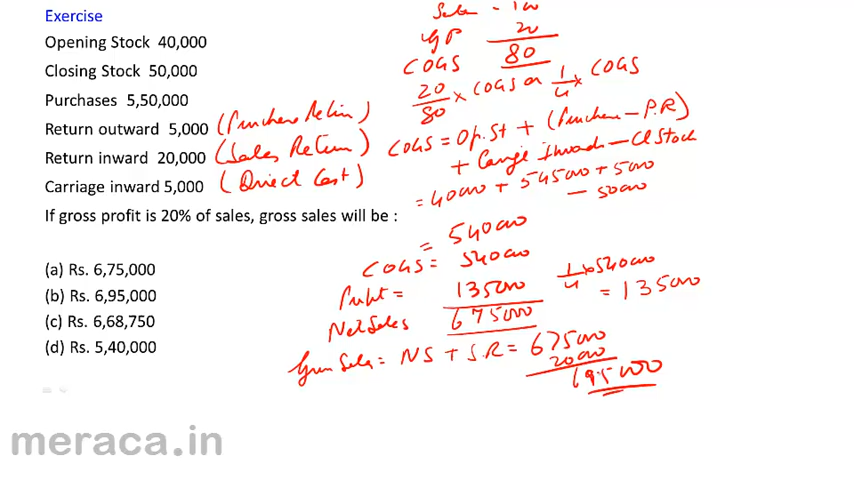 Exercise
Opening Stock 40,000
Closing Stock 50,000
Purchases 5,50,000
Return outward 5,000 (Purchase Return)
Return inward 20,000 (Sales Return)
Carriage inward 5,000 (Direct Cost)
If gross profit is 20% of sales, gross sales will be :
(a) Rs. 6,75,000
(b) Rs. 6,95,000
(c) Rs. 6,68,750
(d) Rs. 5,40,000
Sales = 100
GP 20
COGS 80
20/80 × COGS or 1/4 × COGS
COGS = Op. St + (Purchase - P.R)
+ Carriage Inward - Cl Stock
= 40000 + 545000 + 5000
- 50000
= 540000
COGS = 540000
Profit = 135000
1/4 × 540000
= 135000
Net Sales 675000
Gross Sales = NS + S.R = 675000
20000
695000
meraca.in